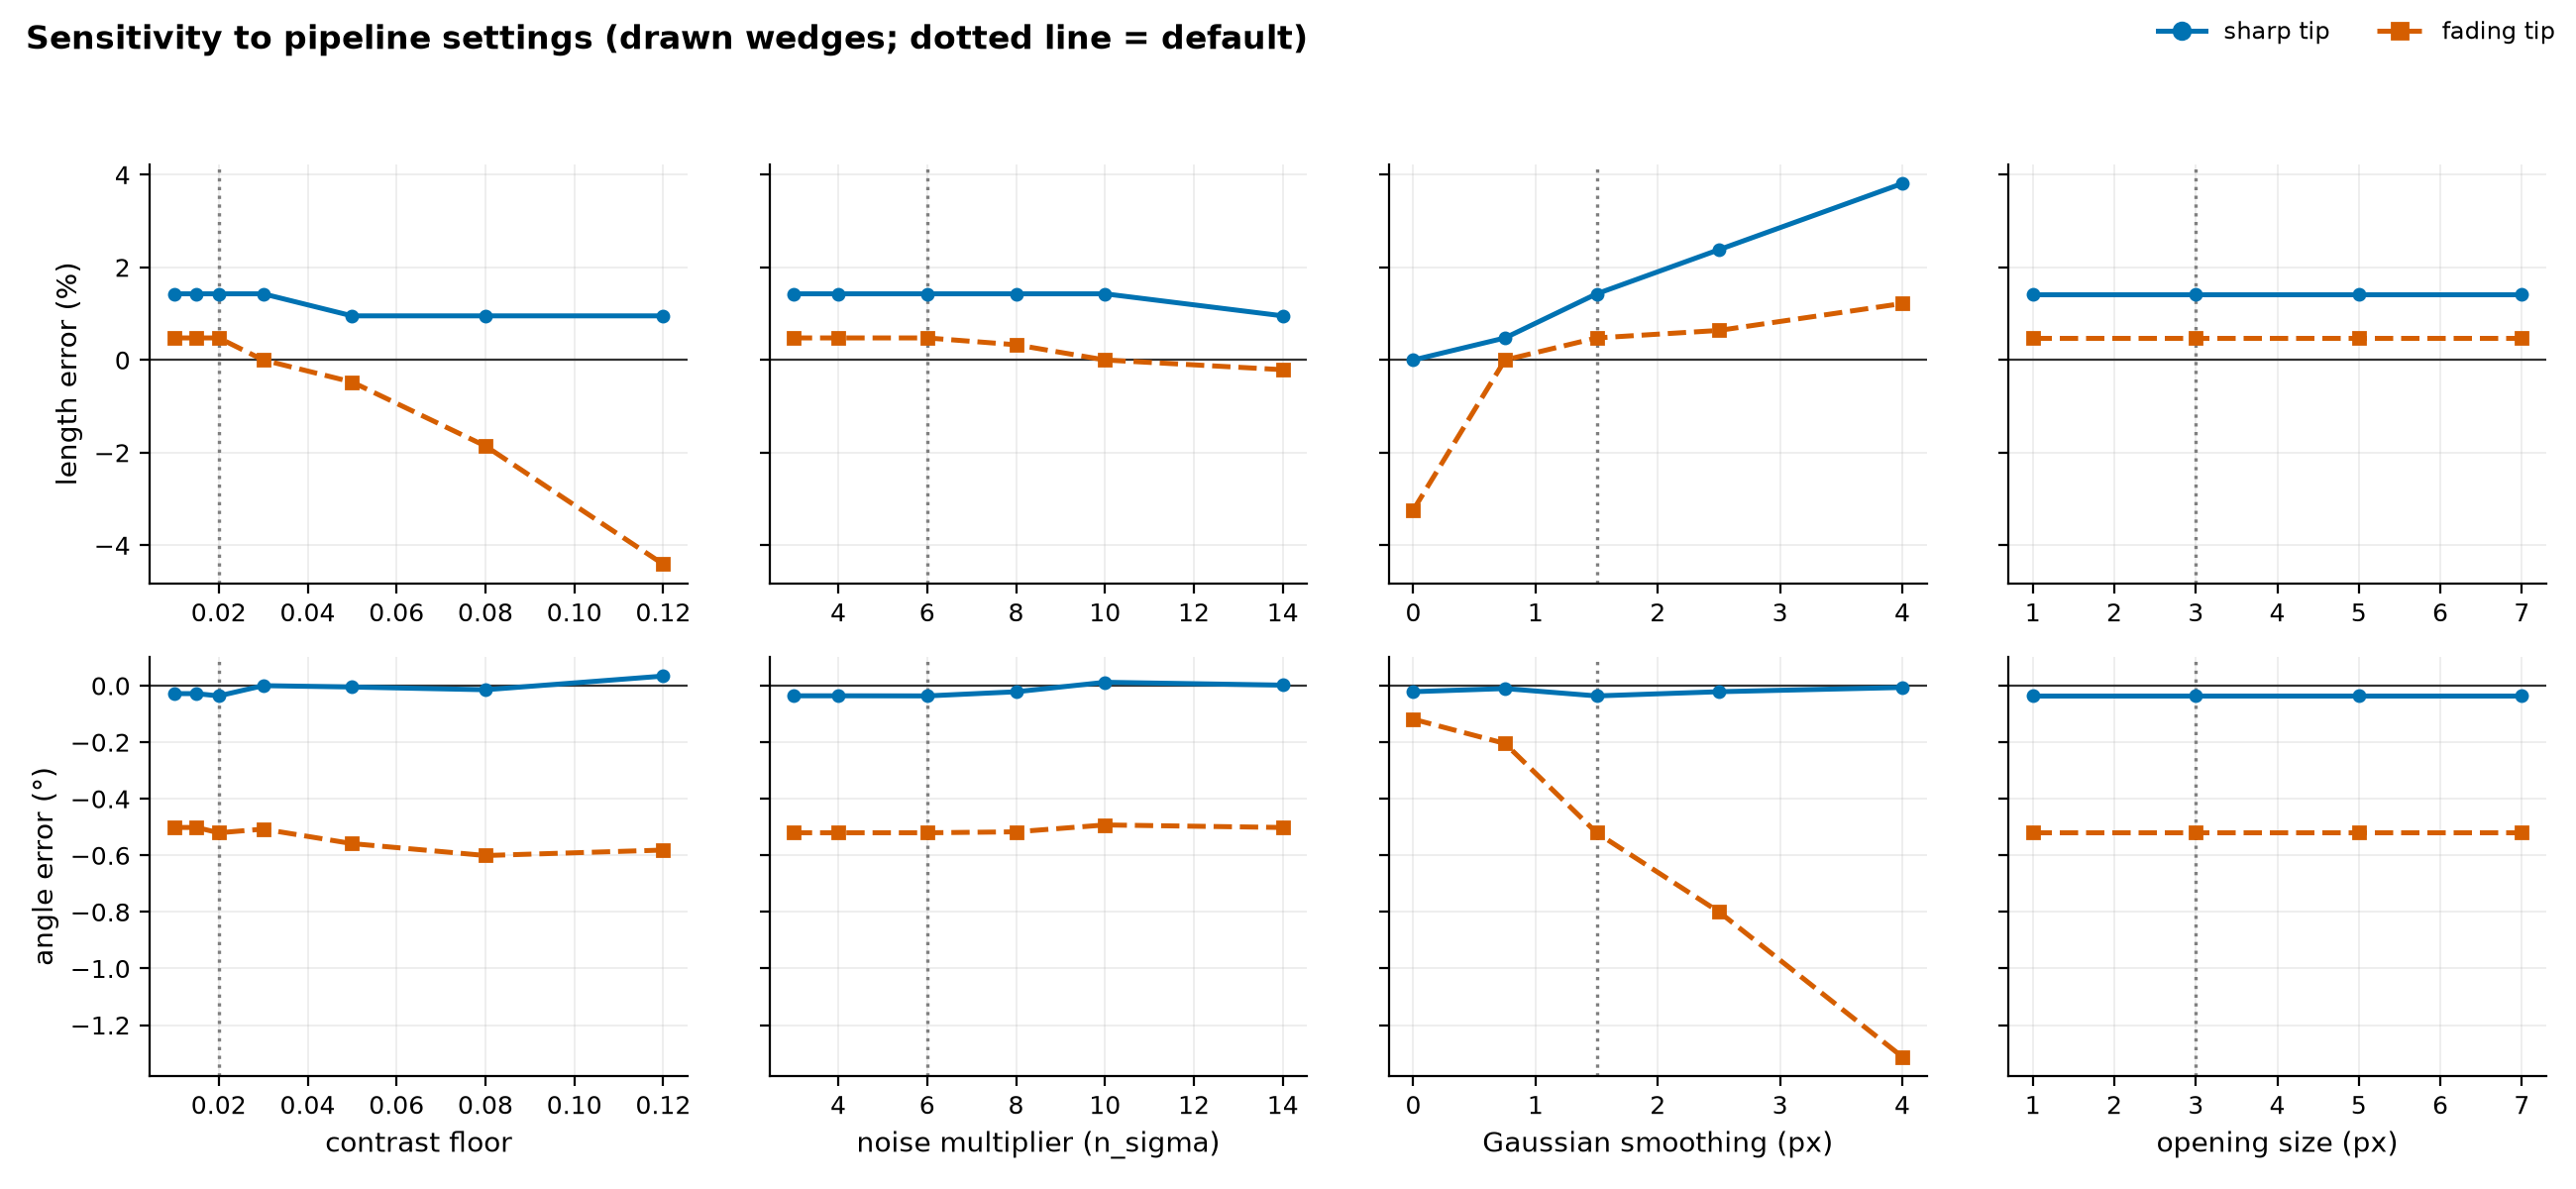 Sensitivity to pipeline settings (drawn wedges; dotted line = default)
sharp tip
fading tip
length error (%)
4
2
0
−2
−4
0.02 0.04 0.06 0.08 0.10 0.12
4 6 8 10 12 14
0 1 2 3 4
1 2 3 4 5 6 7
angle error (°)
0.0
−0.2
−0.4
−0.6
−0.8
−1.0
−1.2
0.02 0.04 0.06 0.08 0.10 0.12
4 6 8 10 12 14
0 1 2 3 4
1 2 3 4 5 6 7
contrast floor
noise multiplier (n_sigma)
Gaussian smoothing (px)
opening size (px)